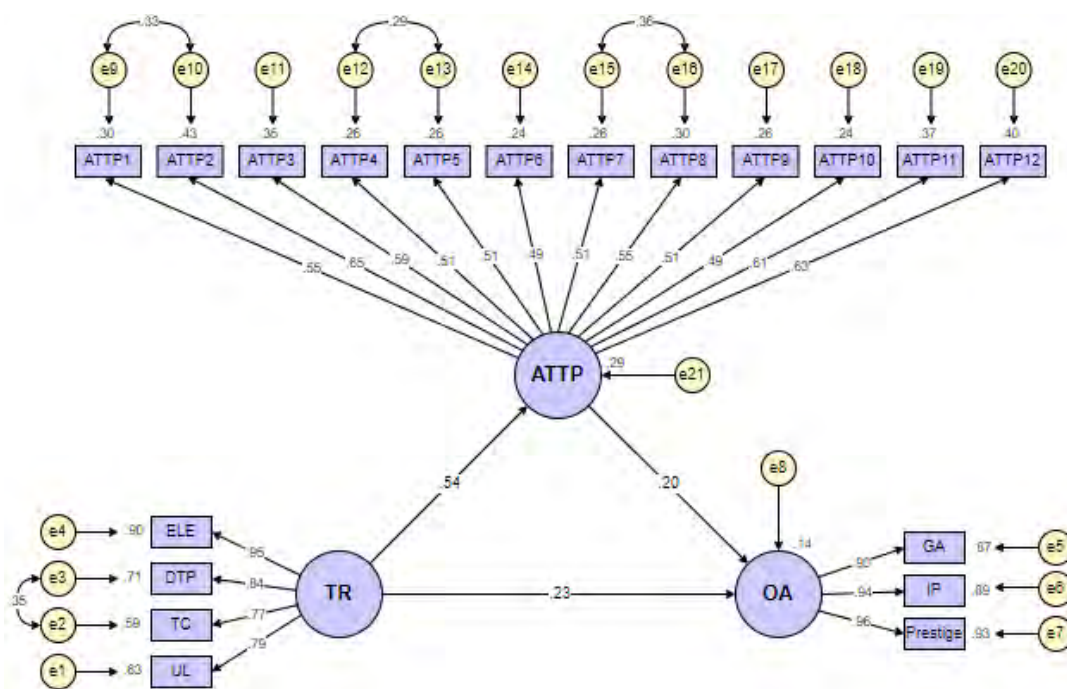 .33 .29 .36
e9 e10 e11 e12 e13 e14 e15 e16 e17 e18 e19 e20
.30 .43 .36 .26 .26 .24 .26 .30 .26 .24 .37 .40
ATTP1 ATTP2 ATTP3 ATTP4 ATTP5 ATTP6 ATTP7 ATTP8 ATTP9 ATTP10 ATTP11 ATTP12
.55 .65 .59 .51 .51 .49 .51 .55 .51 .49 .61 .63
ATTP .29 e21
.54 .20
e8
.14
e4 .90 ELE .95
e3 .71 DTP .84
.35
e2 .59 TC .77
e1 .63 UL .79
TR .23 OA
GA e5
.94 IP .89 e6
.96 Prestige .93 e7